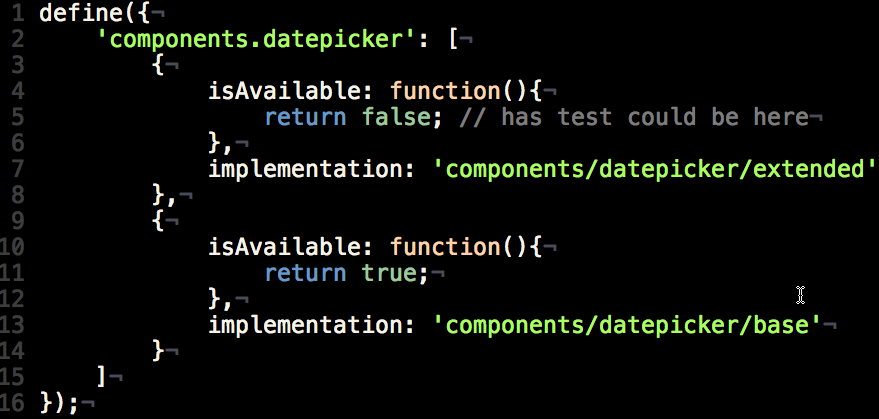 1 define({¬
2     'components.datepicker': [¬
3         {¬
4             isAvailable: function(){¬
5                 return false; // has test could be here¬
6             },¬
7             implementation: 'components/datepicker/extended'
8         },¬
9         {¬
10             isAvailable: function(){¬
11                 return true;¬
12             },¬
13             implementation: 'components/datepicker/base'¬
14         }¬
15     ]¬
16 });¬